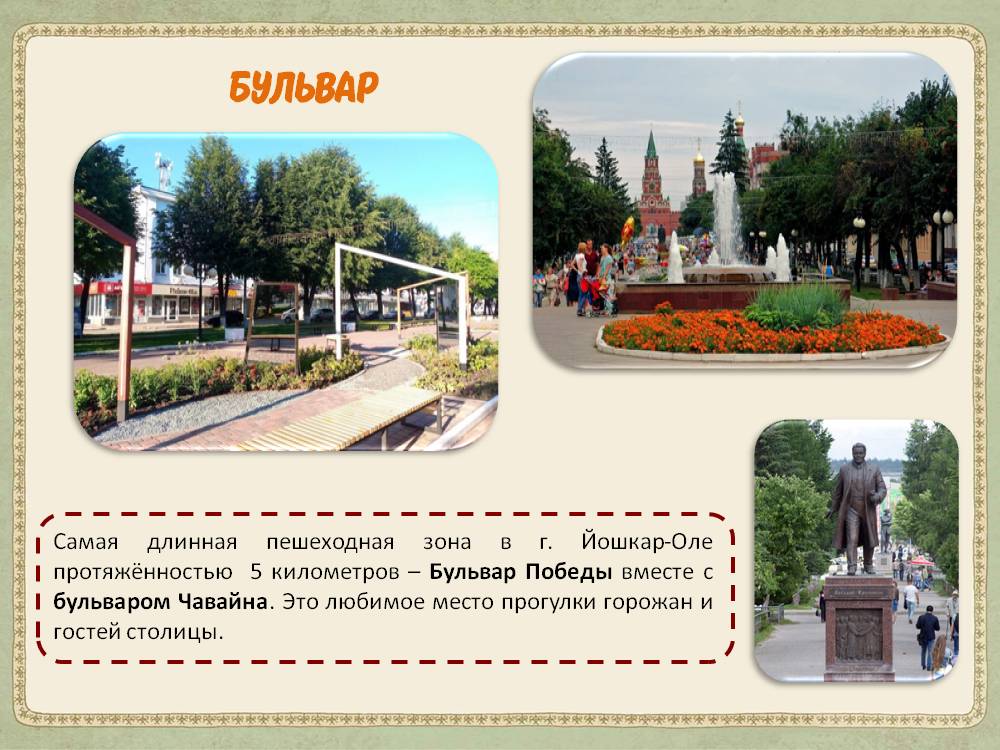 БУЛЬВАР
Самая длинная пешеходная зона в г. Йошкар-Оле
протяжённостью 5 километров – Бульвар Победы вместе с
бульваром Чавайна. Это любимое место прогулки горожан и
гостей столицы.